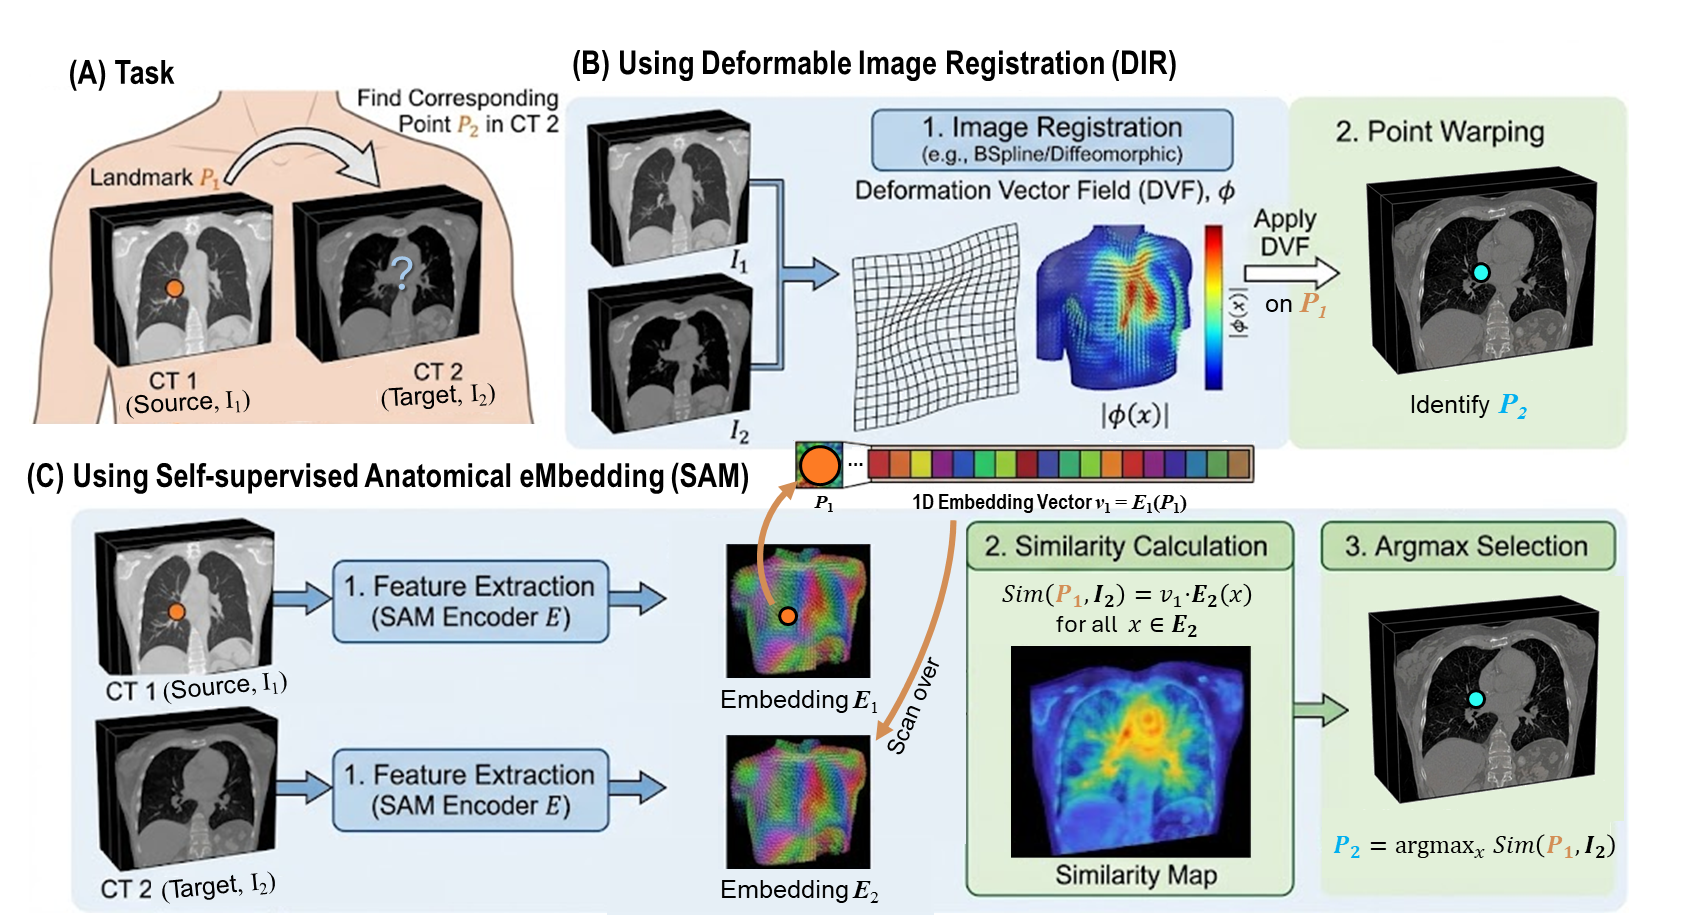 (A) Task
Find Corresponding
Point P₂ in CT 2
Landmark P₁
?
CT 1
(Source, I₁)
CT 2
(Target, I₂)
(B) Using Deformable Image Registration (DIR)
I₁
I₂
1. Image Registration
(e.g., BSpline/Diffeomorphic)
Deformation Vector Field (DVF), ϕ
|ϕ(x)|
|ϕ(x)|
Apply
DVF
on P₁
2. Point Warping
Identify P₂
(C) Using Self-supervised Anatomical eMbedding (SAM)
...
P₁
1D Embedding Vector v₁ = E₁(P₁)
CT 1 (Source, I₁)
1. Feature Extraction
(SAM Encoder E)
Embedding E₁
CT 2 (Target, I₂)
1. Feature Extraction
(SAM Encoder E)
Embedding E₂
Scan over
2. Similarity Calculation
Sim(P₁, I₂) = v₁·E₂(x)
for all x ∈ E₂
Similarity Map
3. Argmax Selection
P₂ = argmaxₓ Sim(P₁, I₂)